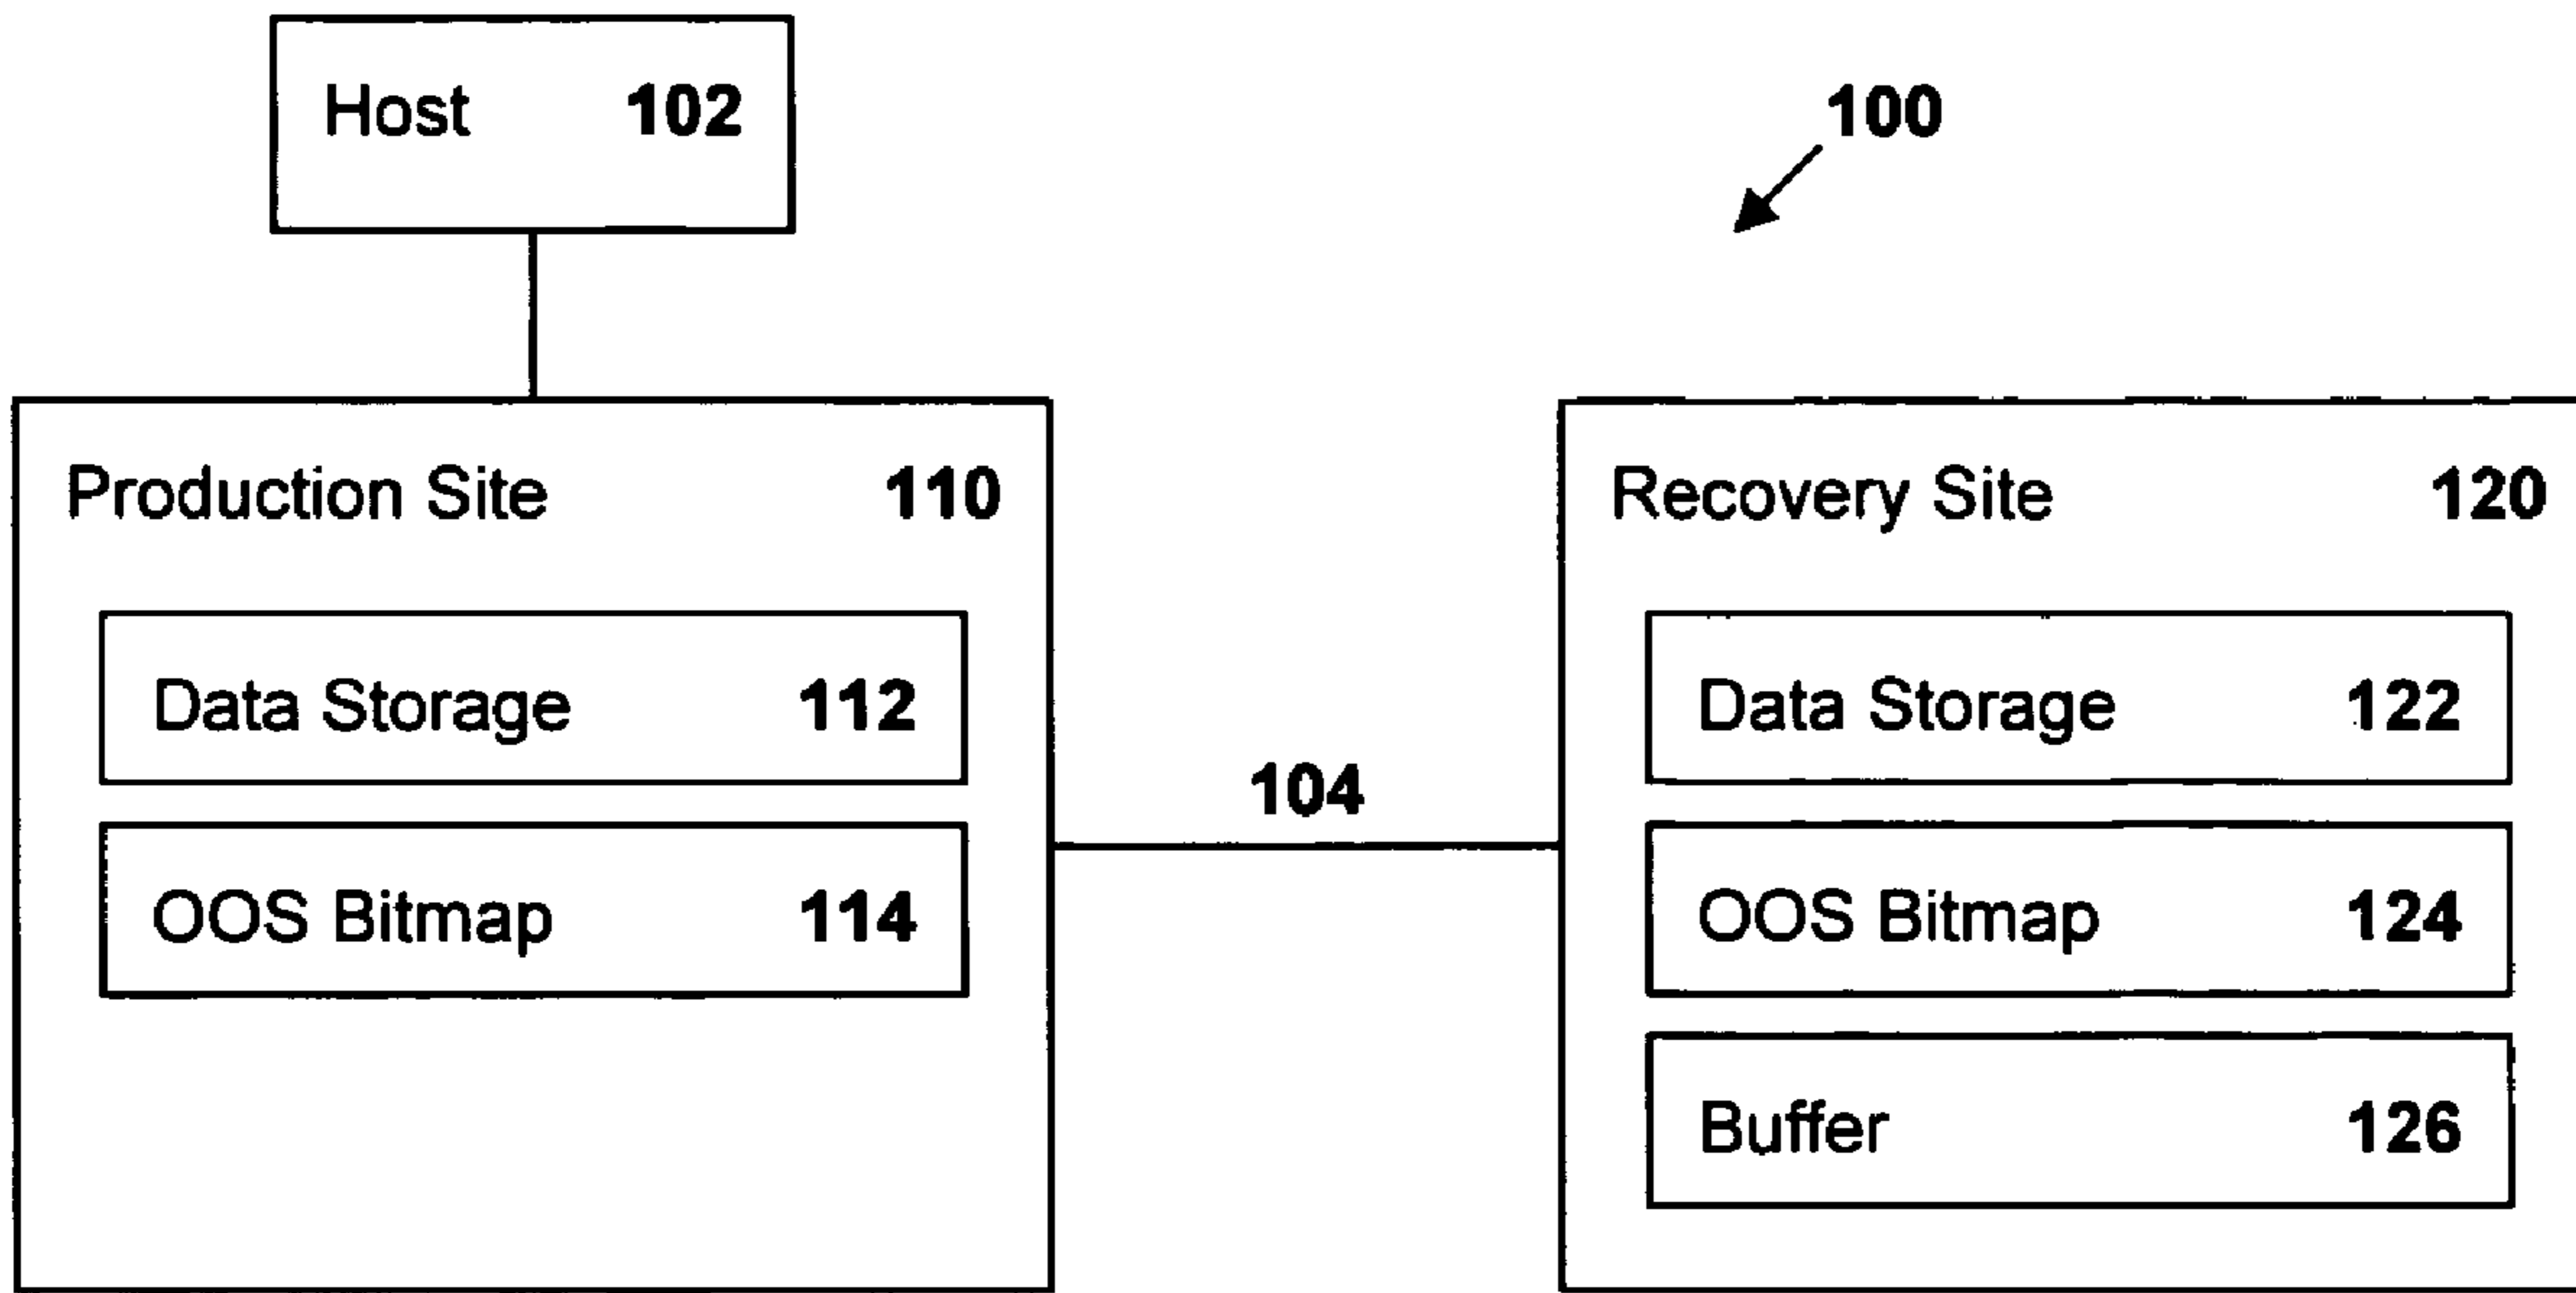 Host 102
100
Production Site 110
Data Storage 112
OOS Bitmap 114
104
Recovery Site 120
Data Storage 122
OOS Bitmap 124
Buffer 126